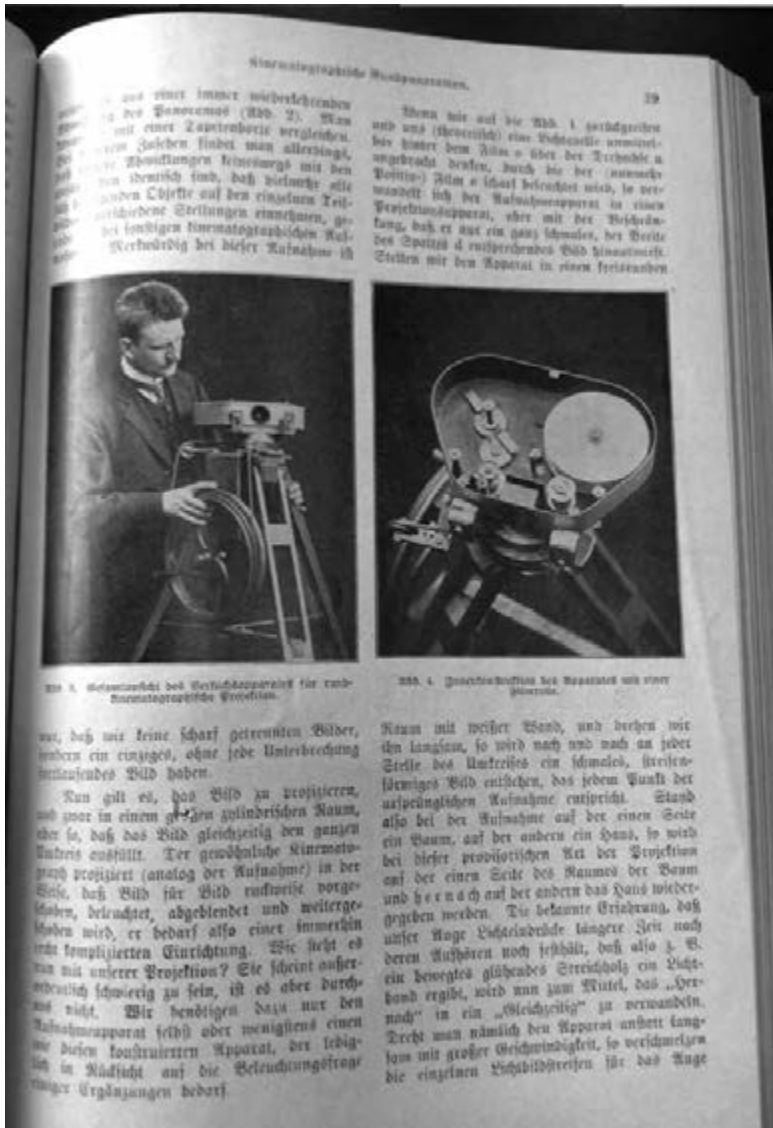 Kinematographische Rundpanoramen.
79
aus einer immer wiederkehrenden
des Panoramas (Abb. 2). Man
mit einer Tapetenborte vergleichen.
Zusehen findet man allerdings,
Abwicklungen keineswegs mit den
identisch sind, daß vielmehr alle
Objekte auf den einzelnen Teil-
verschiedene Stellungen einnehmen, ge-
bei sonstigen kinematographischen Auf-
Merkwürdig bei dieser Aufnahme ist
Wenn wir auf die Abb. 1 zurückgreifen
und uns (theoretisch) eine Lichtquelle unmittel-
bar hinter dem Film o über der Drehachse a
angebracht denken, durch die der (nunmehr
Positiv-) Film o scharf beleuchtet wird, so ver-
wandelt sich der Aufnahmeapparat in einen
Projektionsapparat, aber mit der Beschrän-
kung, daß er nur ein ganz schmales, der Breite
des Spaltes d entsprechendes Bild hinauswirft.
Stellen wir den Apparat in einen kreisrunden
Abb. 3. Gesamtansicht des Versuchsapparates für rund-
kinematographische Projektion.
Abb. 4. Innenkonstruktion des Apparates mit einer
Filmrolle.
nur, daß wir keine scharf getrennten Bilder,
sondern ein einziges, ohne jede Unterbrechung
fortlaufendes Bild haben.
Nun gilt es, das Bild zu projizieren,
und zwar in einem großen zylindrischen Raum,
aber so, daß das Bild gleichzeitig den ganzen
Umkreis ausfüllt. Der gewöhnliche Kinemato-
graph projiziert (analog der Aufnahme) in der
Weise, daß Bild für Bild ruckweise vorge-
schoben, beleuchtet, abgeblendet und weiterge-
schoben wird, er bedarf also einer immerhin
recht komplizierten Einrichtung. Wie steht es
nun mit unserer Projektion? Sie scheint außer-
ordentlich schwierig zu sein, ist es aber durch-
aus nicht. Wir benötigen dazu nur den
Aufnahmeapparat selbst oder wenigstens einen
wie diesen konstruierten Apparat, der ledig-
lich in Rücksicht auf die Beleuchtungsfrage
einiger Ergänzungen bedarf.
Raum mit weißer Wand, und drehen wir
ihn langsam, so wird nach und nach an jeder
Stelle des Umkreises ein schmales, streifen-
förmiges Bild entstehen, das jedem Punkt der
ursprünglichen Aufnahme entspricht. Stand
also bei der Aufnahme auf der einen Seite
ein Baum, auf der andern ein Haus, so wird
bei dieser provisorischen Art der Projektion
auf der einen Seite des Raumes der Baum
und hernach auf der andern das Haus wieder-
gegeben werden. Die bekannte Erfahrung, daß
unser Auge Lichteindrücke längere Zeit nach
deren Aufhören noch festhält, daß also z. B.
ein bewegtes glühendes Streichholz ein Licht-
band ergibt, wird nun zum Mittel, das „Her-
nach“ in ein „Gleichzeitig“ zu verwandeln.
Dreht man nämlich den Apparat anstatt lang-
sam mit großer Geschwindigkeit, so verschmelzen
die einzelnen Lichtbildstreifen für das Auge